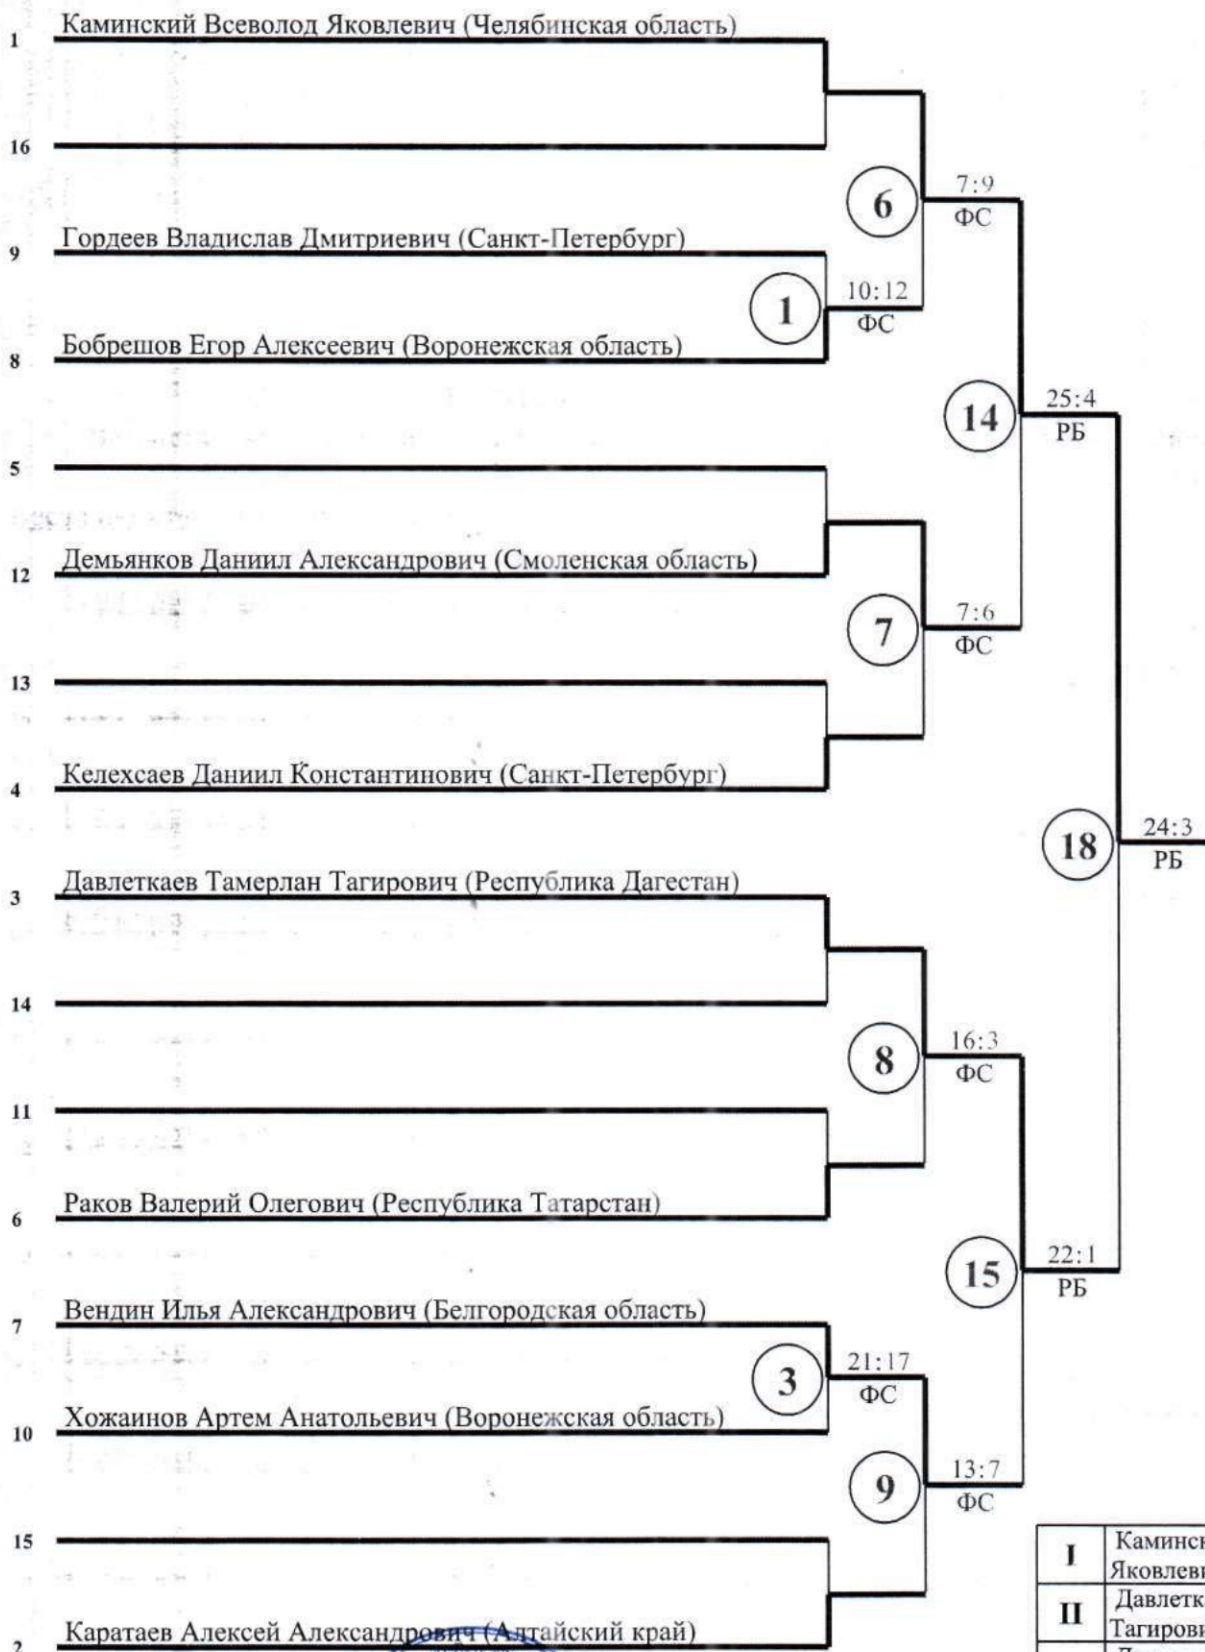 Каминский Всеволод Яковлевич (Челябинская область)
1
16
6
7:9
ФС
Гордеев Владислав Дмитриевич (Санкт-Петербург)
9
1
10:12
ФС
Бобрешов Егор Алексеевич (Воронежская область)
8
14
25:4
РБ
5
Демьянков Даниил Александрович (Смоленская область)
12
7
7:6
ФС
13
Келехсаев Даниил Константинович (Санкт-Петербург)
4
18
24:3
РБ
Давлеткаев Тамерлан Тагирович (Республика Дагестан)
3
14
8
16:3
ФС
11
Раков Валерий Олегович (Республика Татарстан)
6
15
22:1
РБ
Вендин Илья Александрович (Белгородская область)
7
3
21:17
ФС
Хожаинов Артем Анатольевич (Воронежская область)
10
9
13:7
ФС
15
Каратаев Алексей Александрович (Алтайский край)
2
I
Каминск
Яковлеви
II
Давлетка
Тагирови